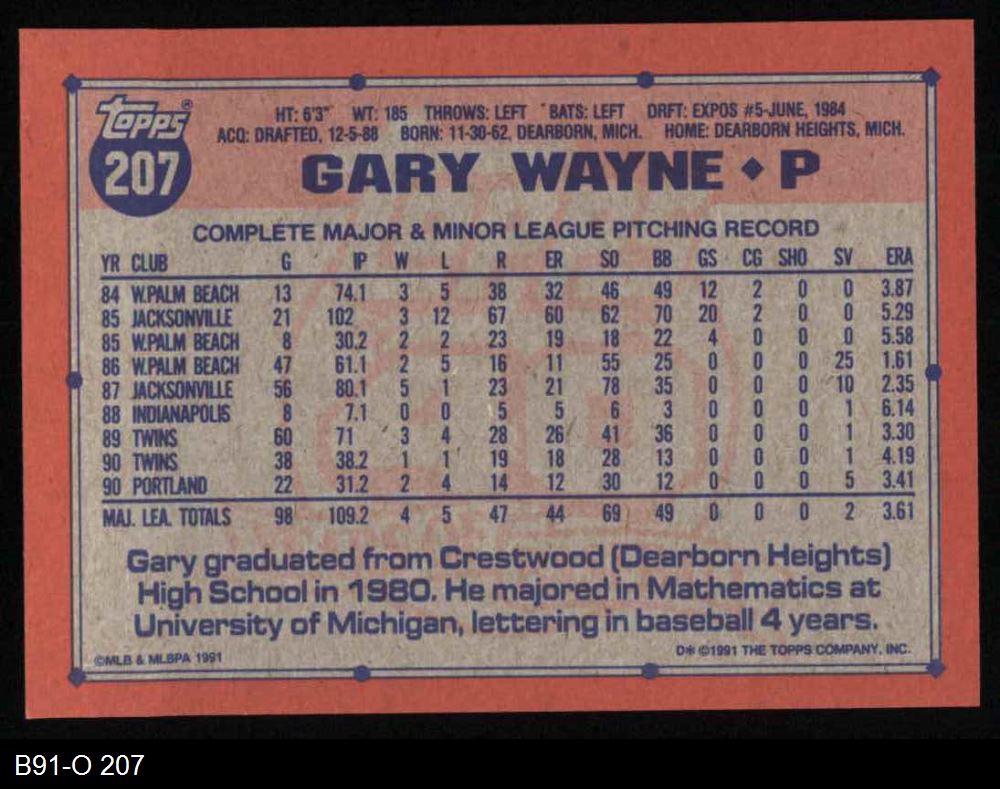 Topps®
207
HT: 6'3" WT: 185 THROWS: LEFT BATS: LEFT DRFT: EXPOS #5-JUNE, 1984
ACQ: DRAFTED, 12-5-88 BORN: 11-30-62, DEARBORN, MICH. HOME: DEARBORN HEIGHTS, MICH.
GARY WAYNE ◆ P
COMPLETE MAJOR & MINOR LEAGUE PITCHING RECORD
YR CLUB G IP W L R ER SO BB GS CG SHO SV ERA
84 W.PALM BEACH 13 74.1 3 5 38 32 46 49 12 2 0 0 3.87
85 JACKSONVILLE 21 102 3 12 67 60 62 70 20 2 0 0 5.29
85 W.PALM BEACH 8 30.2 2 2 23 19 18 22 4 0 0 0 5.58
86 W.PALM BEACH 47 61.1 2 5 16 11 55 25 0 0 0 25 1.61
87 JACKSONVILLE 56 80.1 5 1 23 21 78 35 0 0 0 10 2.35
88 INDIANAPOLIS 8 7.1 0 0 5 5 6 3 0 0 0 1 6.14
89 TWINS 60 71 3 4 28 26 41 36 0 0 0 1 3.30
90 TWINS 38 38.2 1 1 19 18 28 13 0 0 0 1 4.19
90 PORTLAND 22 31.2 2 4 14 12 30 12 0 0 0 5 3.41
MAJ. LEA. TOTALS 98 109.2 4 5 47 44 69 49 0 0 0 2 3.61
Gary graduated from Crestwood (Dearborn Heights)
High School in 1980. He majored in Mathematics at
University of Michigan, lettering in baseball 4 years.
©MLB & MLBPA 1991
D* ©1991 THE TOPPS COMPANY, INC.
B91-O 207